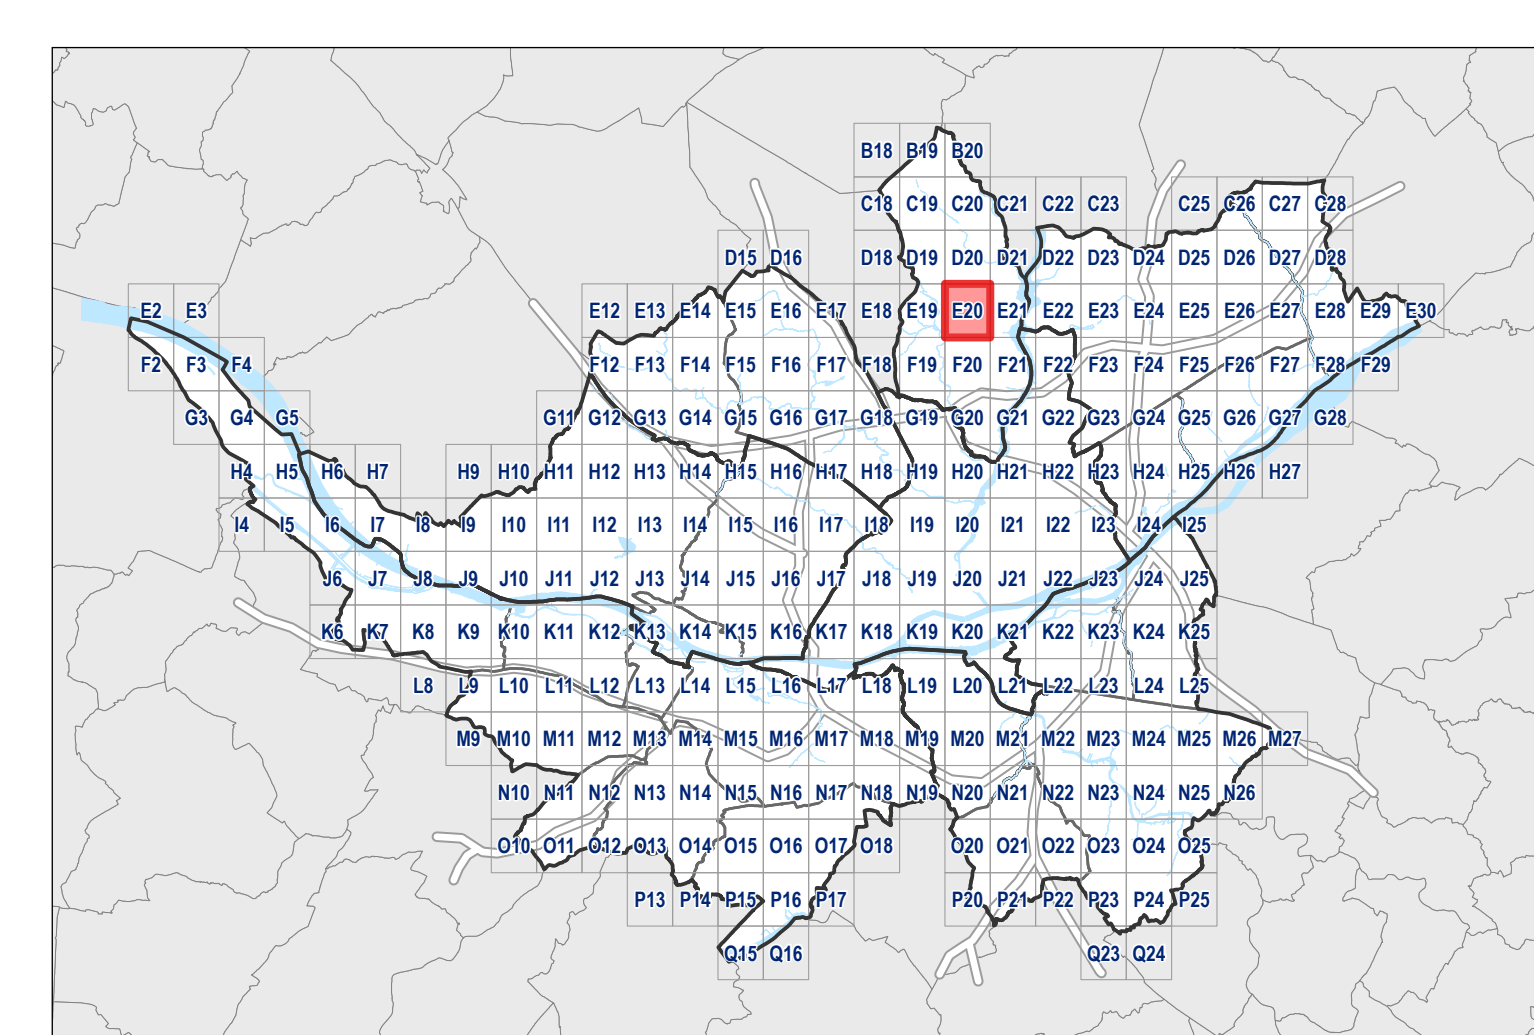 B18 B19 B20
C18 C19 C20 C21 C22 C23 C25 C26 C27 C28
D15 D16 D18 D19 D20 D21 D22 D23 D24 D25 D26 D27 D28
E2 E3 E12 E13 E14 E15 E16 E17 E18 E19 E20 E21 E22 E23 E24 E25 E26 E27 E28 E29 E30
F2 F3 F4 F12 F13 F14 F15 F16 F17 F18 F19 F20 F21 F22 F23 F24 F25 F26 F27 F28 F29
G3 G4 G5 G11 G12 G13 G14 G15 G16 G17 G18 G19 G20 G21 G22 G23 G24 G25 G26 G27 G28
H4 H5 H6 H7 H9 H10 H11 H12 H13 H14 H15 H16 H17 H18 H19 H20 H21 H22 H23 H24 H25 H26 H27
I4 I5 I6 I7 I8 I9 I10 I11 I12 I13 I14 I15 I16 I17 I18 I19 I20 I21 I22 I23 I24 I25
J6 J7 J8 J9 J10 J11 J12 J13 J14 J15 J16 J17 J18 J19 J20 J21 J22 J23 J24 J25
K6 K7 K8 K9 K10 K11 K12 K13 K14 K15 K16 K17 K18 K19 K20 K21 K22 K23 K24 K25
L8 L9 L10 L11 L12 L13 L14 L15 L16 L17 L18 L19 L20 L21 L22 L23 L24 L25
M9 M10 M11 M12 M13 M14 M15 M16 M17 M18 M19 M20 M21 M22 M23 M24 M25 M26 M27
N10 N11 N12 N13 N14 N15 N16 N17 N18 N19 N20 N21 N22 N23 N24 N25 N26
O10 O11 O12 O13 O14 O15 O16 O17 O18 O20 O21 O22 O23 O24 O25
P13 P14 P15 P16 P17 P20 P21 P22 P23 P24 P25
Q15 Q16 Q23 Q24